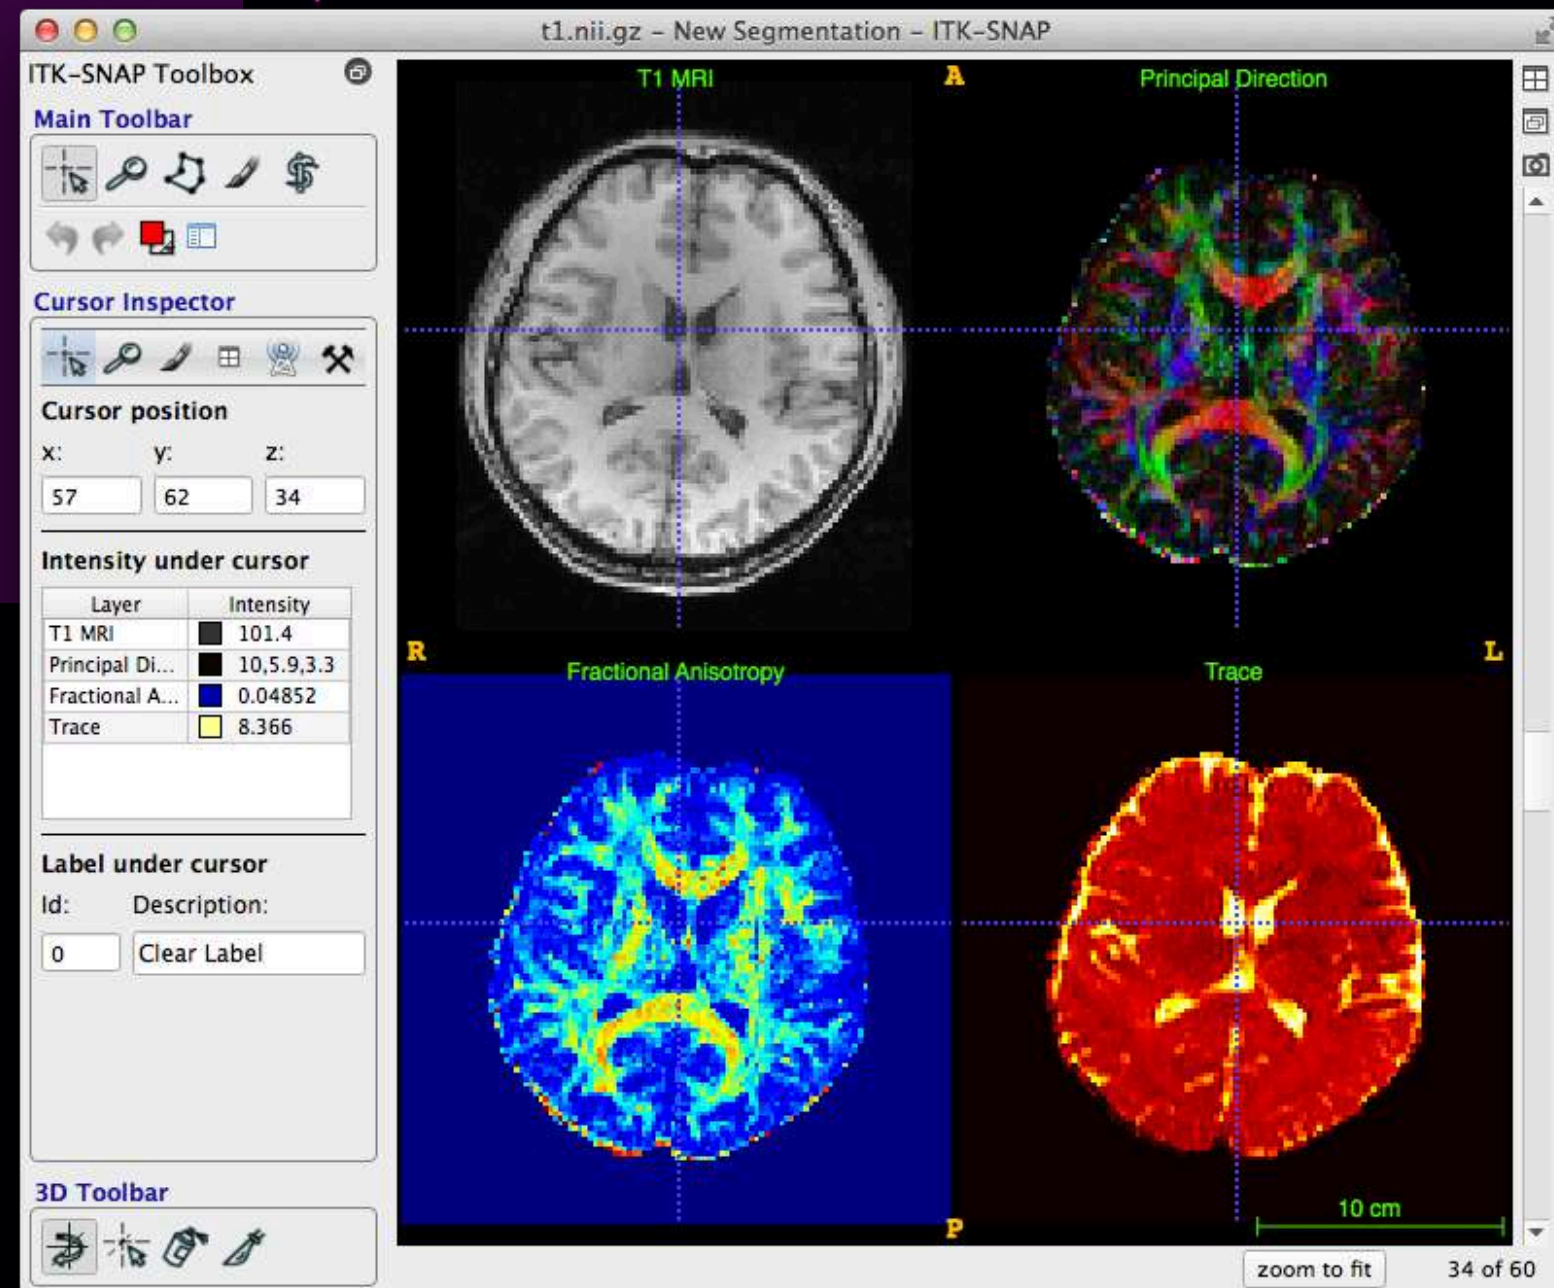 t1.nii.gz – New Segmentation – ITK-SNAP
ITK-SNAP Toolbox
Main Toolbar
Cursor Inspector
Cursor position
x: y: z:
57 62 34
Intensity under cursor
Layer Intensity
T1 MRI 101.4
Principal Di... 10,5.9,3.3
Fractional A... 0.04852
Trace 8.366
Label under cursor
Id: Description:
0 Clear Label
3D Toolbar
T1 MRI
A
Principal Direction
R
L
Fractional Anisotropy
Trace
10 cm
P
zoom to fit
34 of 60